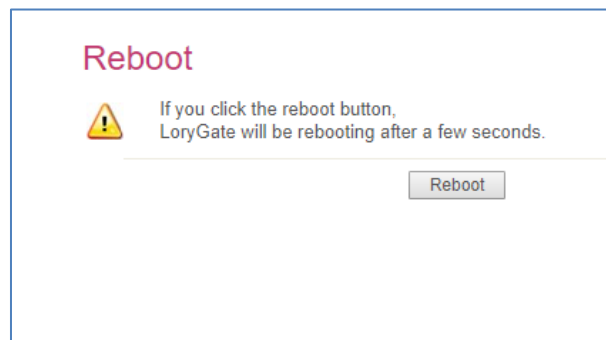 Reboot
If you click the reboot button,
LoryGate will be rebooting after a few seconds.
Reboot